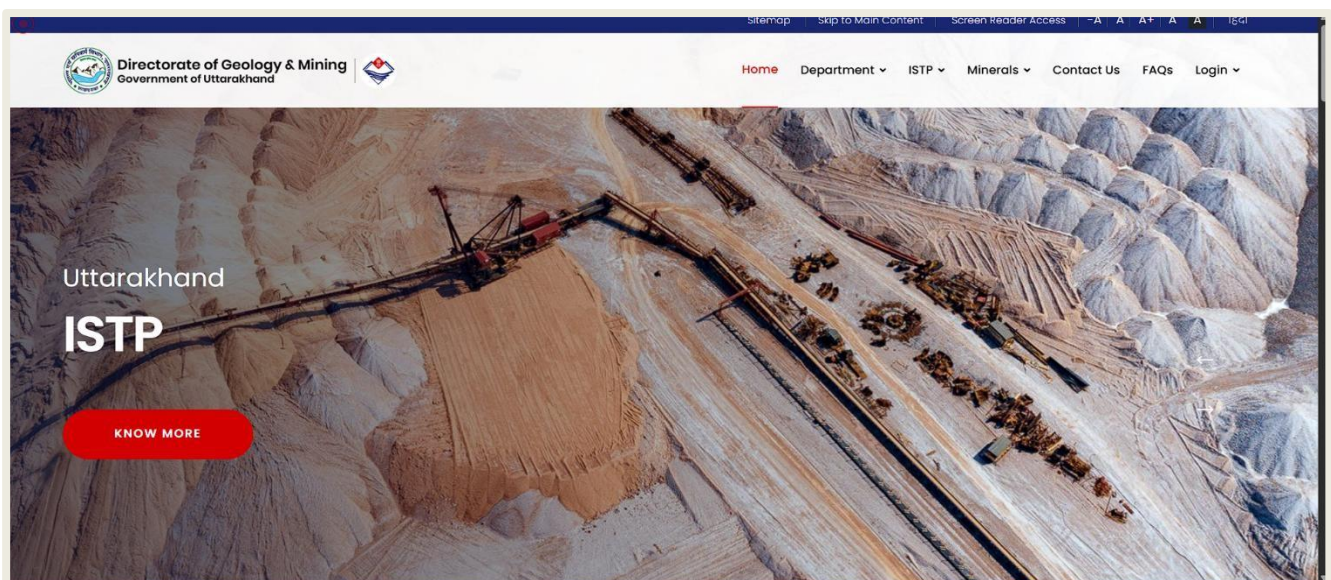 Sitemap Skip to Main Content Screen Reader Access -A A A+ A A हिंदी
Directorate of Geology & Mining
Government of Uttarakhand
Home Department ISTP Minerals Contact Us FAQs Login
Uttarakhand
ISTP
KNOW MORE